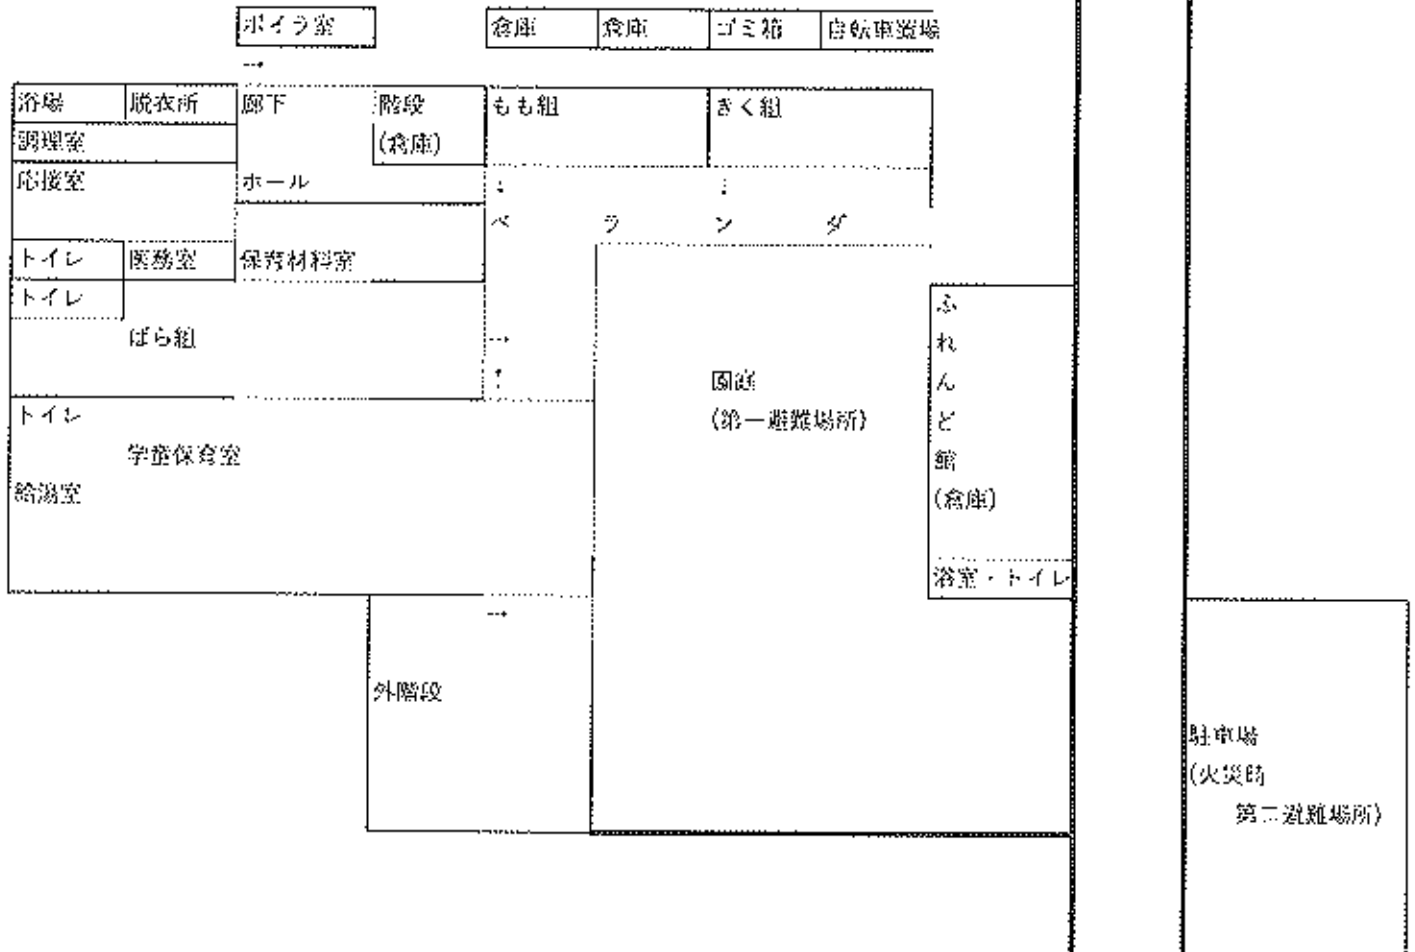 ボイラ室 倉庫 倉庫 ゴミ箱 自転車置場
→
浴場 脱衣所 廊下 階段 もも組 きく組
調理室 (倉庫)
応接室 ホール ↓ ↓
ベ ラ ン ダ
トイレ 医務室 保育材料室
トイレ
ばら組 →
↑
トイレ
学童保育室
給湯室
→
外階段
園庭
(第一避難場所)
ふ
れ
ん
ど
館
(倉庫)
浴室・トイレ
駐車場
(火災時
第二避難場所)